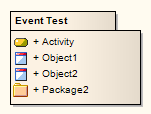 Event Test
+ Activity
+ Object1
+ Object2
+ Package2